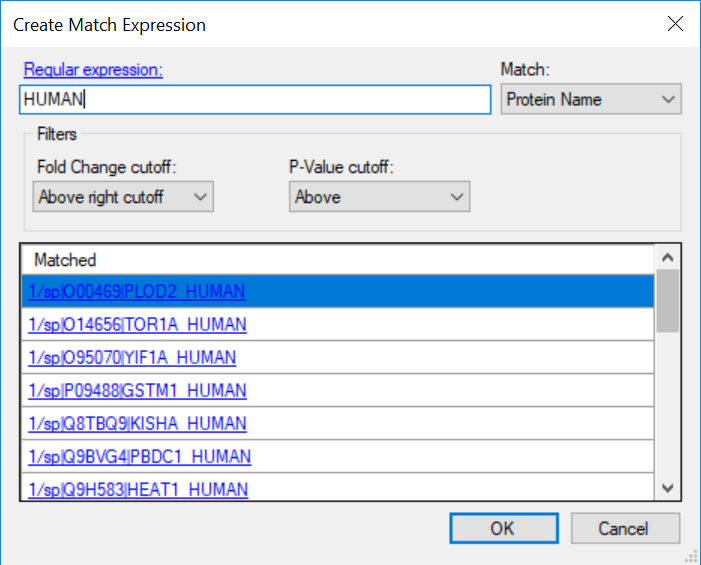 Create Match Expression
Regular expression:
Match:
HUMAN
Protein Name
Filters
Fold Change cutoff:
P-Value cutoff:
Above right cutoff
Above
Matched
1/sp|O00469|PLOD2_HUMAN
1/sp|O14656|TOR1A_HUMAN
1/sp|O95070|YIF1A_HUMAN
1/sp|P09488|GSTM1_HUMAN
1/sp|Q8TBQ9|KISHA_HUMAN
1/sp|Q9BVG4|PBDC1_HUMAN
1/sp|Q9H583|HEAT1_HUMAN
OK
Cancel